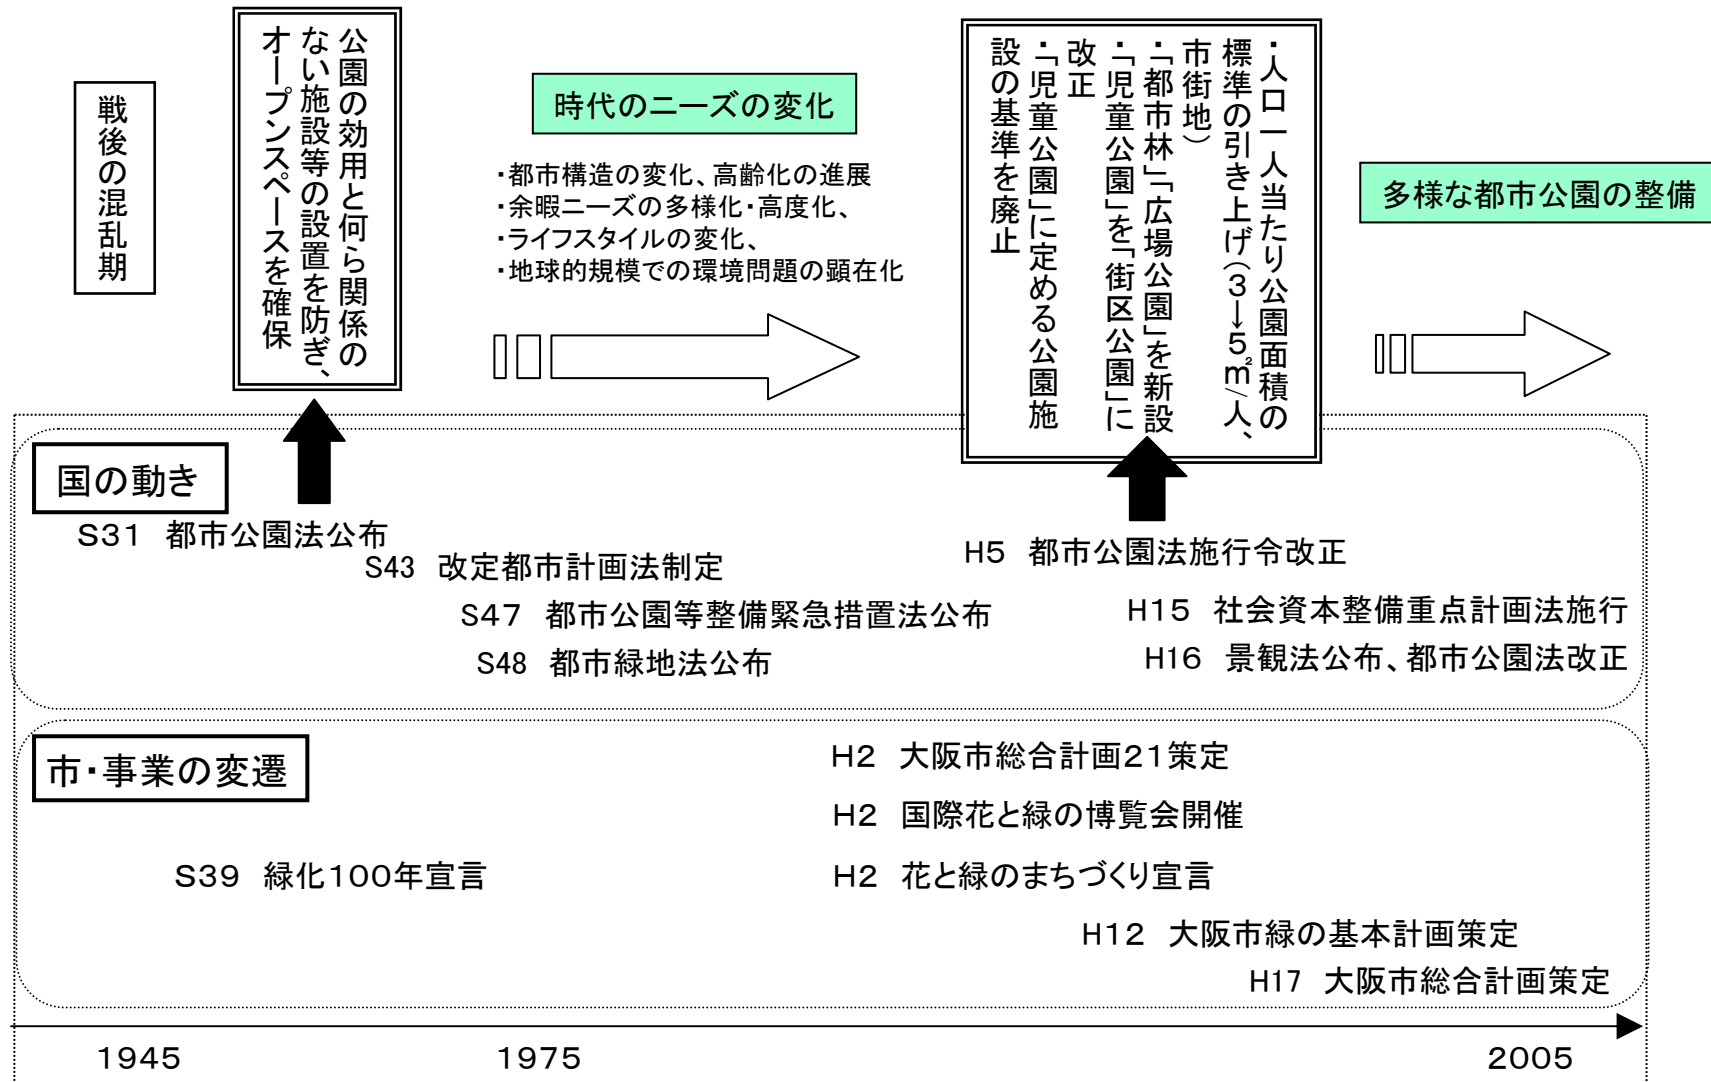 戦後の混乱期
公園の効用と何ら関係の
ない施設等の設置を防ぎ、
オープンスペースを確保
時代のニーズの変化
・都市構造の変化、高齢化の進展
・余暇ニーズの多様化・高度化、
・ライフスタイルの変化、
・地球的規模での環境問題の顕在化
・人口一人当たり公園面積の
標準の引き上げ(3→5㎡/人、
市街地)
・「都市林」「広場公園」を新設
・「児童公園」を「街区公園」に
改正
・「児童公園」に定める公園施
設の基準を廃止
多様な都市公園の整備
国の動き
S31 都市公園法公布
S43 改定都市計画法制定
S47 都市公園等整備緊急措置法公布
S48 都市緑地法公布
H5 都市公園法施行令改正
H15 社会資本整備重点計画法施行
H16 景観法公布、都市公園法改正
市・事業の変遷
S39 緑化100年宣言
H2 大阪市総合計画21策定
H2 国際花と緑の博覧会開催
H2 花と緑のまちづくり宣言
H12 大阪市緑の基本計画策定
H17 大阪市総合計画策定
1945
1975
2005